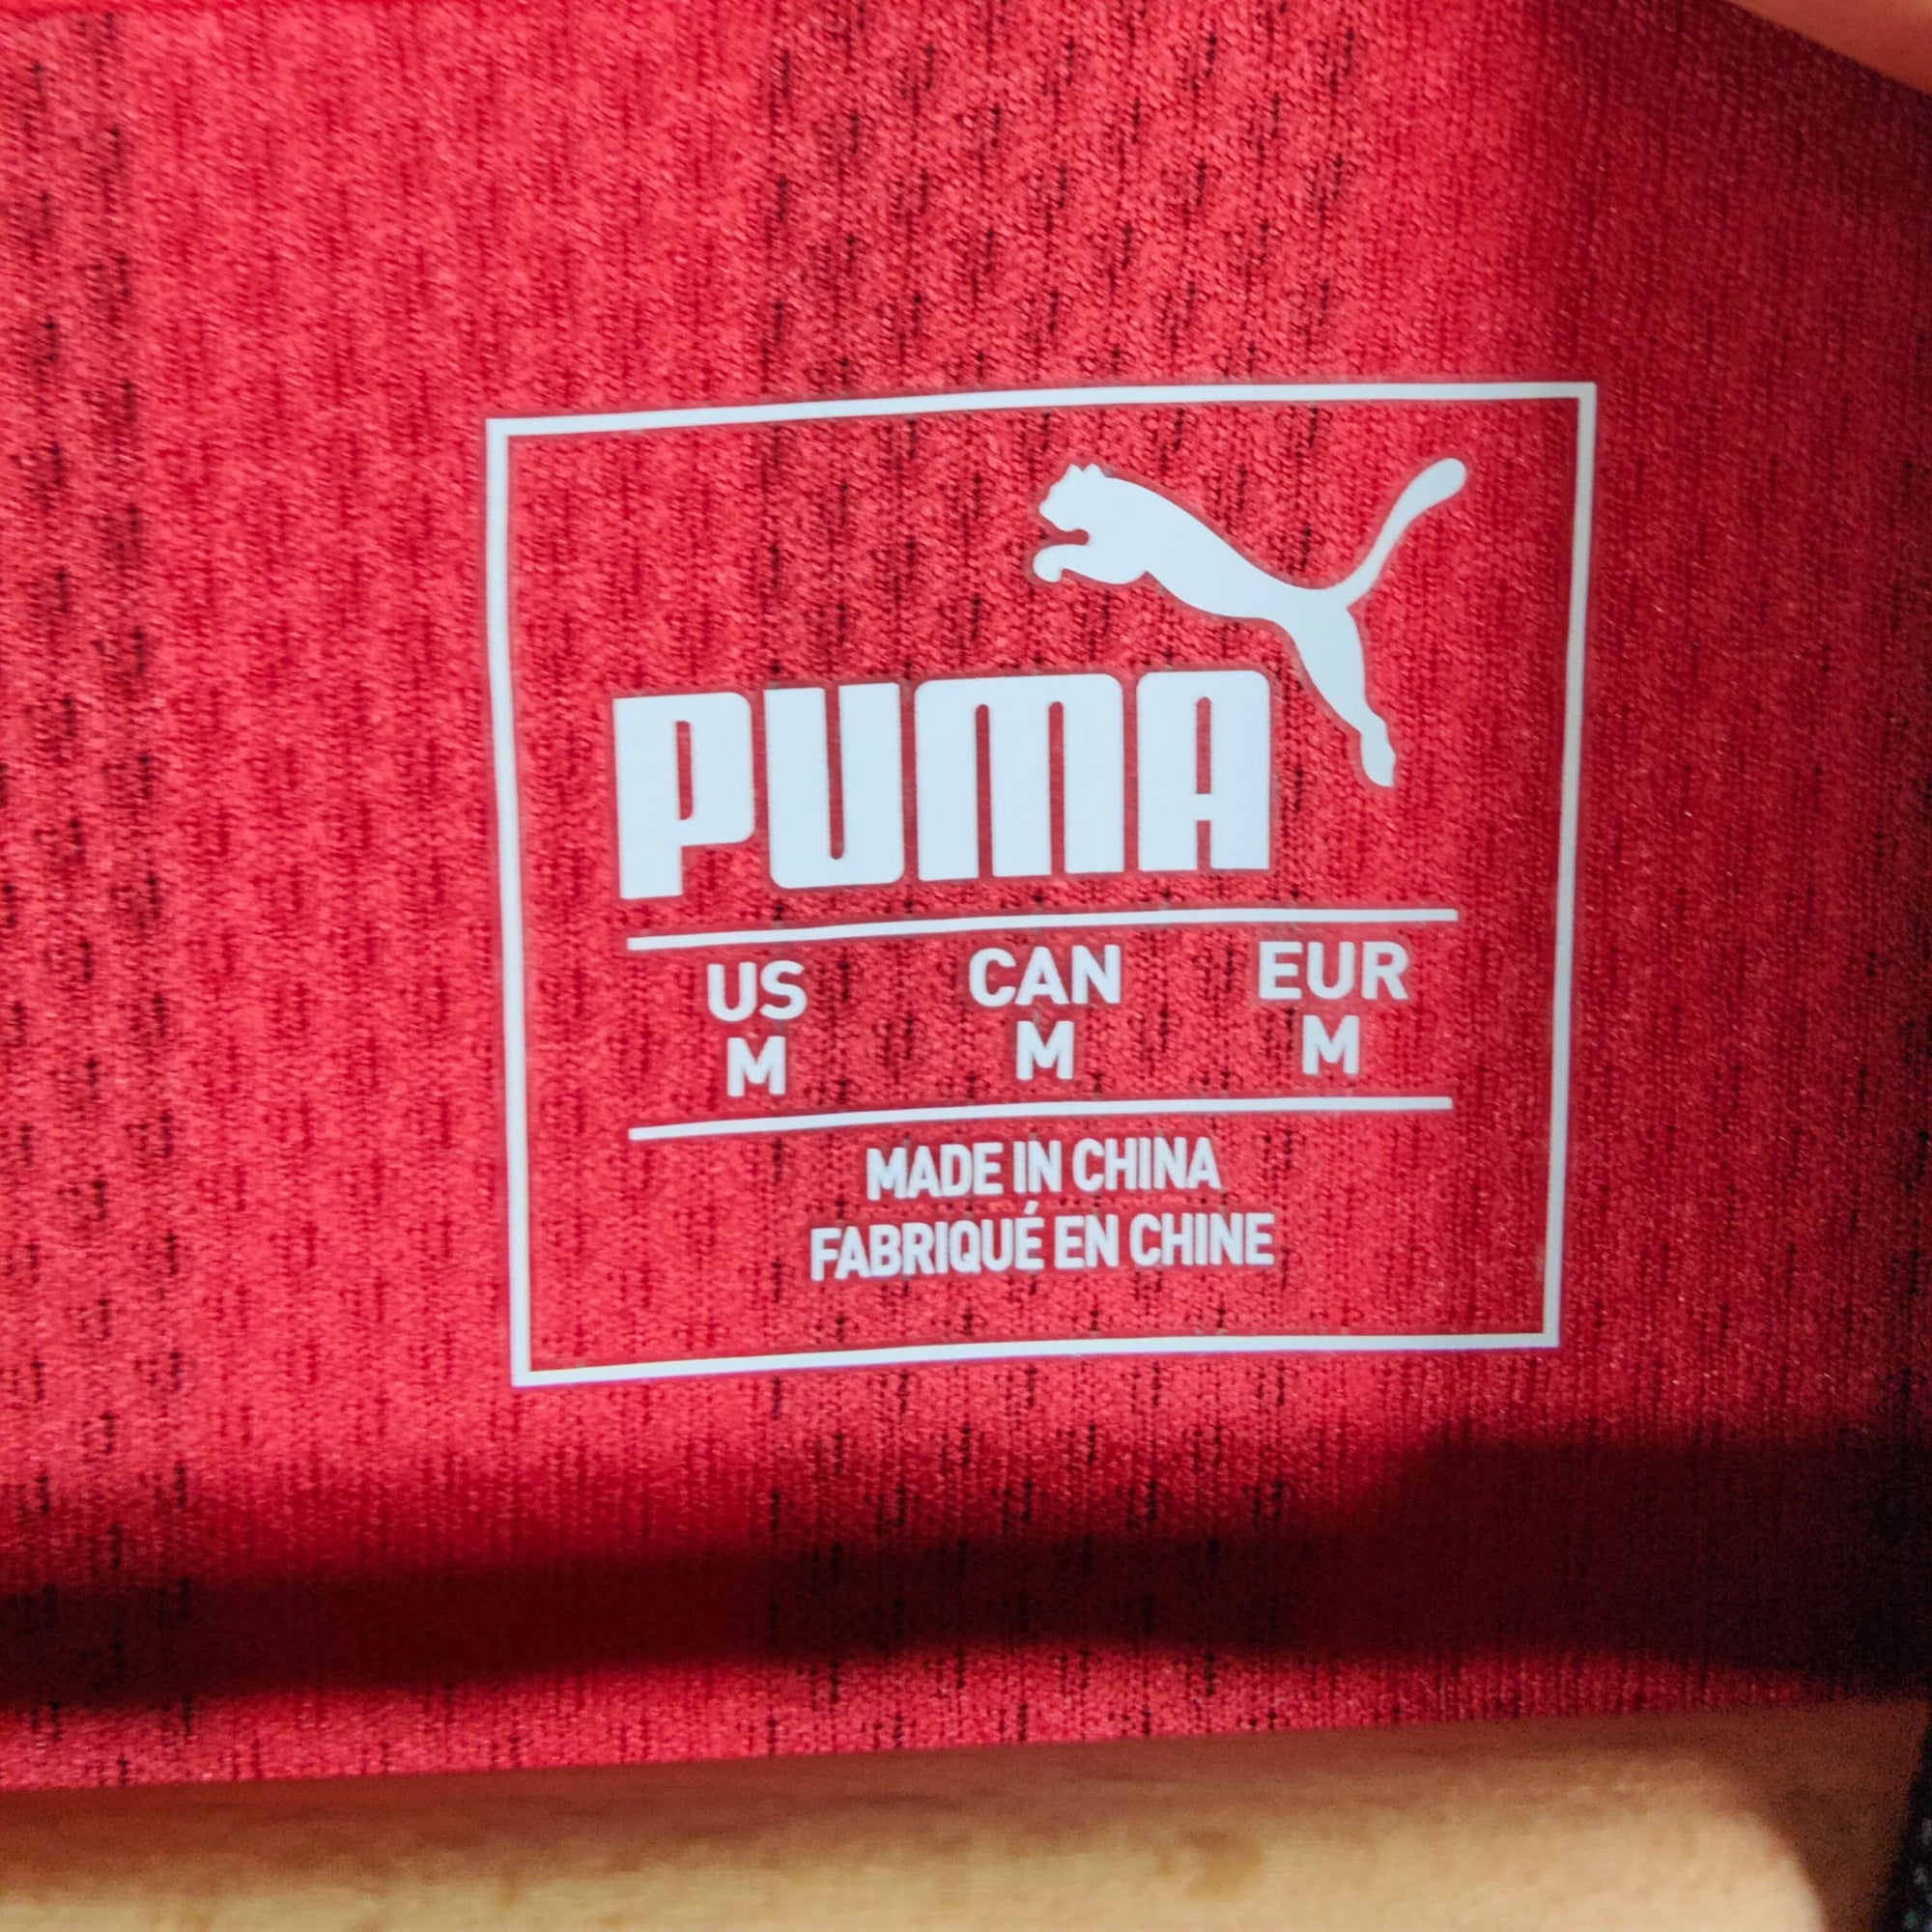 PUMA
US CAN EUR
M M M
MADE IN CHINA
FABRIQUÉ EN CHINE